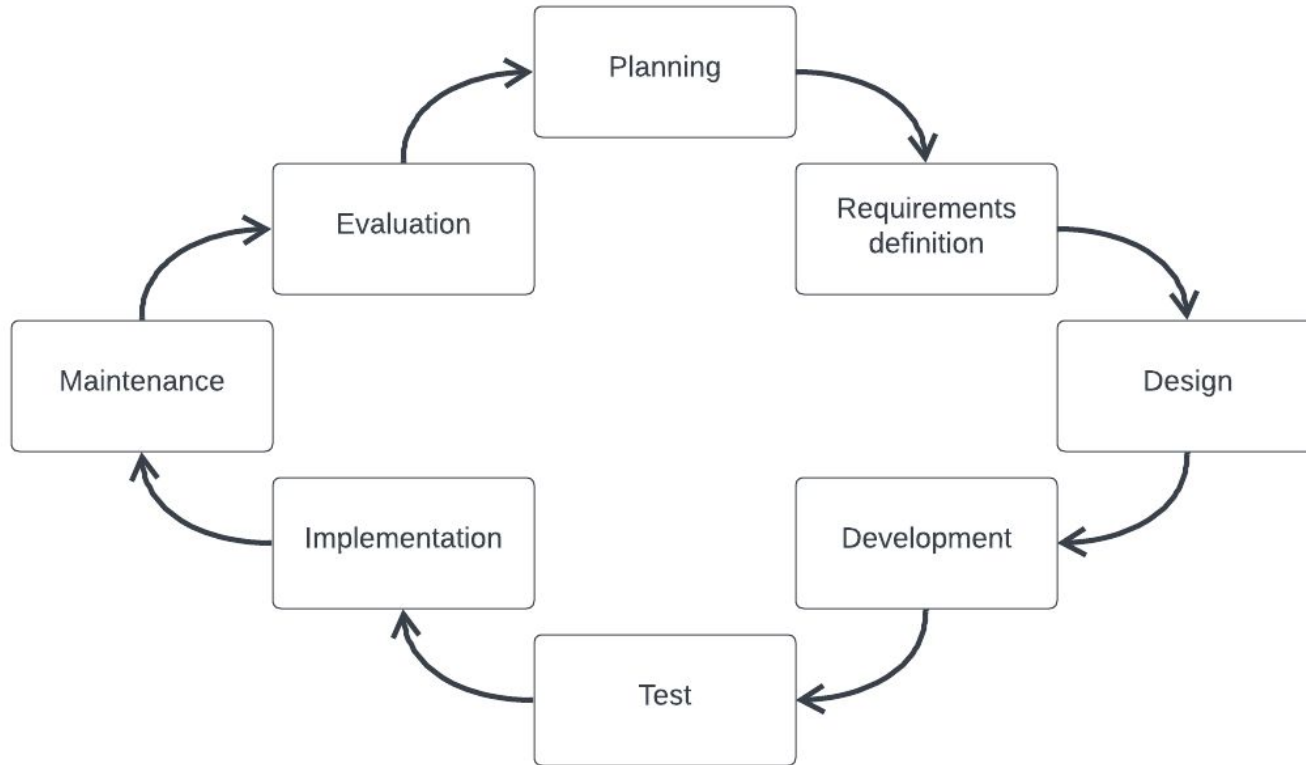 Planning
Requirements
definition
Design
Development
Test
Implementation
Maintenance
Evaluation